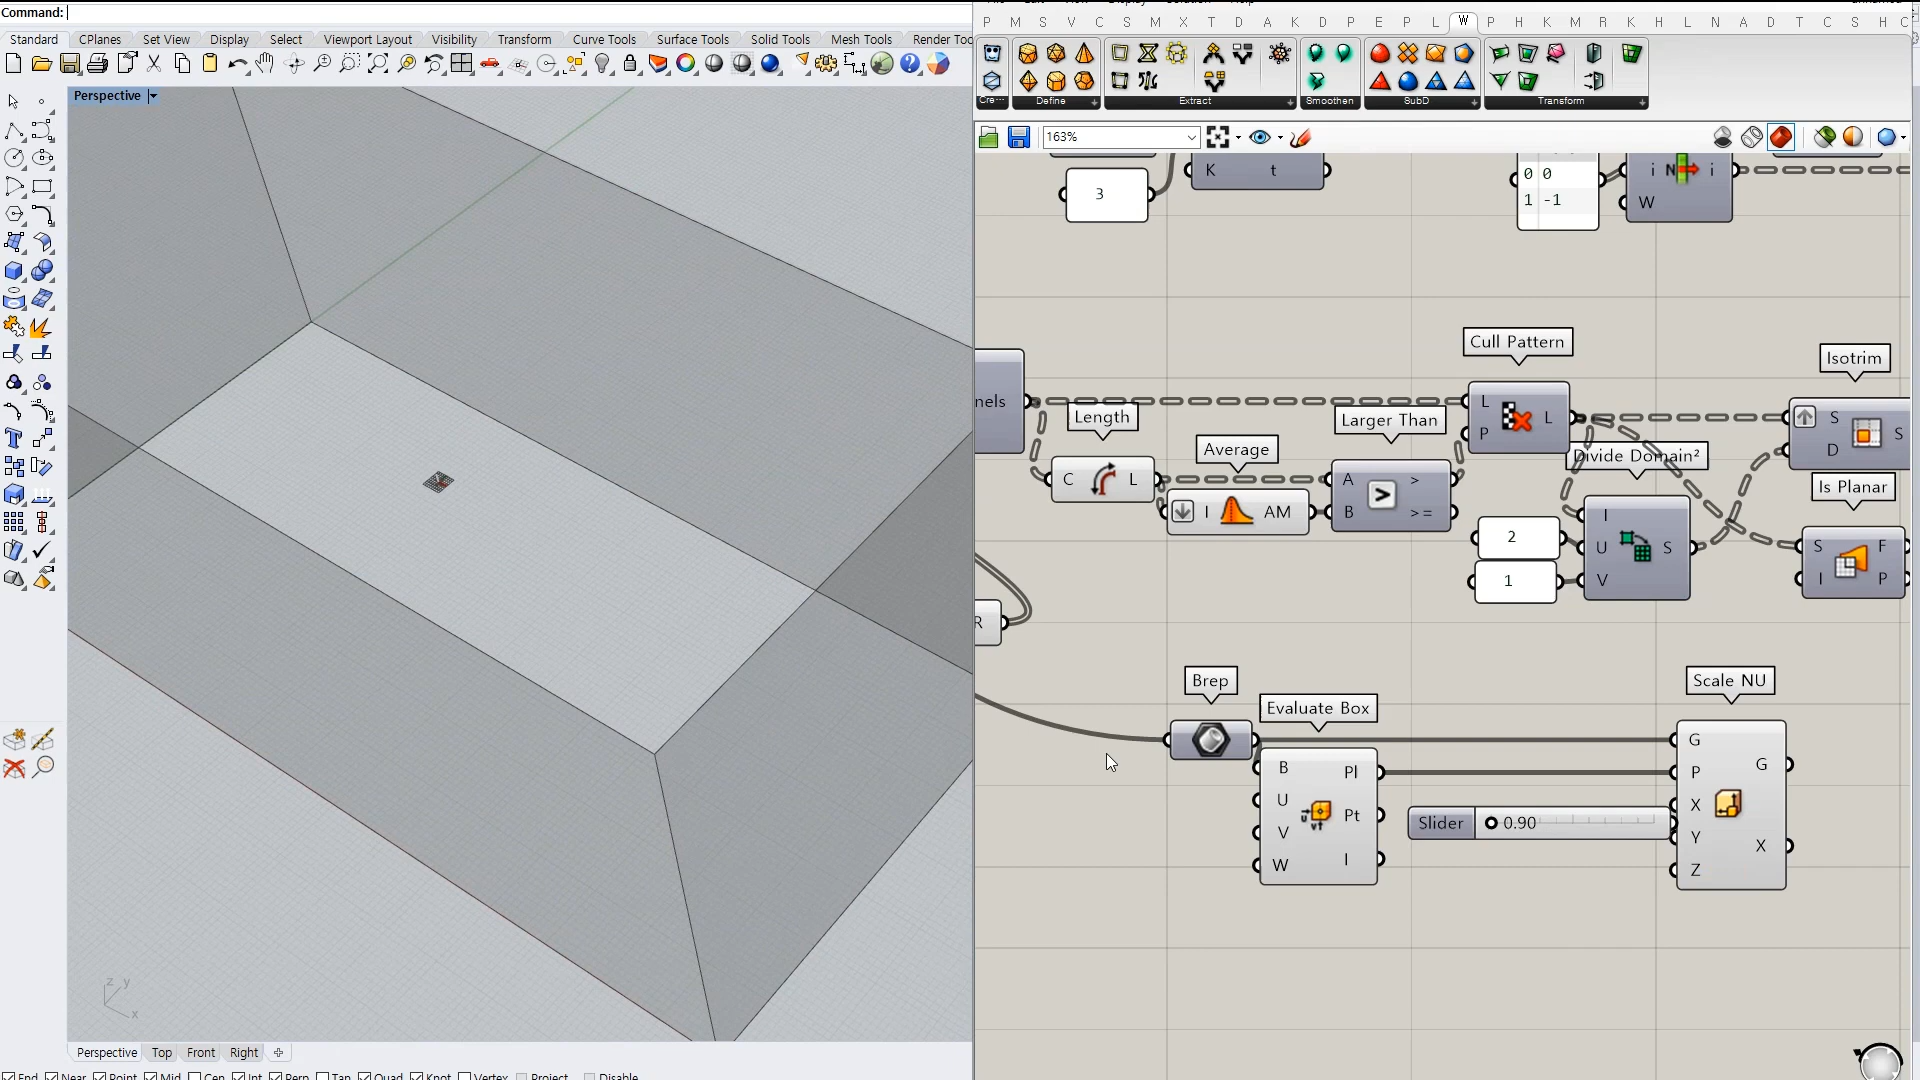 Command:
Standard CPlanes Set View Display Select Viewport Layout Visibility Transform Curve Tools Surface Tools Solid Tools Mesh Tools Render Too
Perspective
P M S V C S M X T D A K D P E P L W P H K M R K H L N A D T C S H C
Cre··· Define Extract Smoothen SubD Transform
163%
3
K t
0 0
1 -1
i N i
W
Cull Pattern
Isotrim
nels
Length
Larger Than
L L
P
S S
D
Average
Divide Domain²
C L
A >
B >=
I AM
Is Planar
2
1
I
U S
V
S F
I P
R
Brep
Evaluate Box
Scale NU
B Pl
U Pt
V
W I
Slider 0.90
G
P G
X
Y X
Z
z y
x
Perspective Top Front Right
End Near Point Mid Cen Int Perp Tan Quad Knot Vertex Project Disable